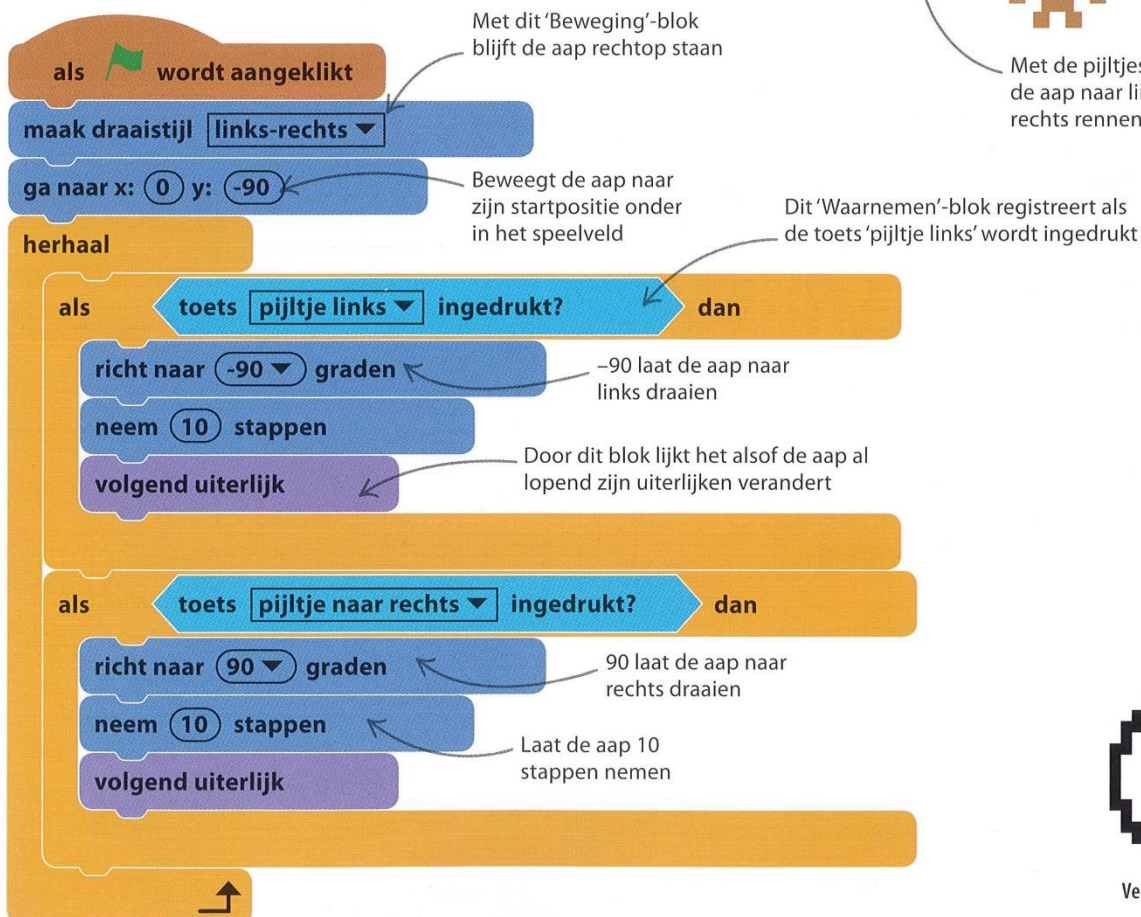 Met dit 'Beweging'-blok
blijft de aap rechtop staan
Met de pijltjes
de aap naar
rechts rennen
als wordt aangeklikt
maak draaistijl links-rechts
ga naar x: 0 y: -90
Beweegt de aap naar
zijn startpositie onder
in het speelveld
Dit 'Waarnemen'-blok registreert als
de toets 'pijltje links' wordt ingedrukt
herhaal
als toets pijltje links ingedrukt? dan
richt naar -90 graden
–90 laat de aap naar
links draaien
neem 10 stappen
Door dit blok lijkt het alsof de aap al
lopend zijn uiterlijken verandert
volgend uiterlijk
als toets pijltje naar rechts ingedrukt? dan
richt naar 90 graden
90 laat de aap naar
rechts draaien
neem 10 stappen
Laat de aap 10
stappen nemen
volgend uiterlijk